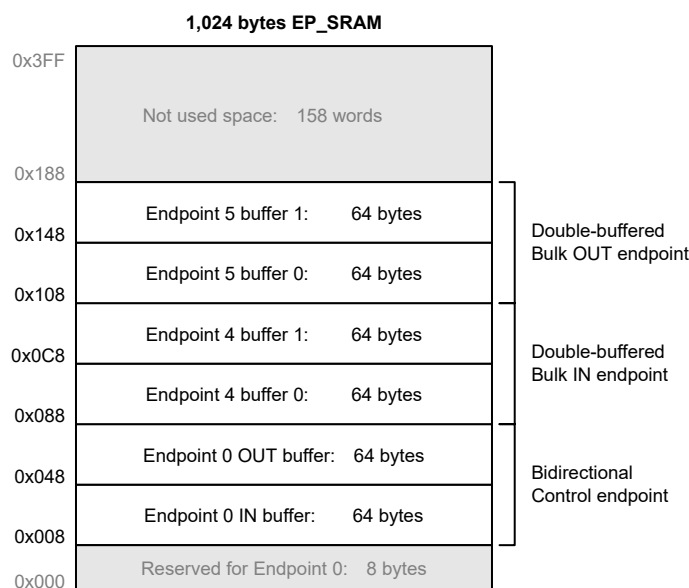 1,024 bytes EP_SRAM
0x3FF
Not used space: 158 words
0x188
Endpoint 5 buffer 1: 64 bytes
0x148
Endpoint 5 buffer 0: 64 bytes
0x108
Double-buffered
Bulk OUT endpoint
Endpoint 4 buffer 1: 64 bytes
0x0C8
Endpoint 4 buffer 0: 64 bytes
0x088
Double-buffered
Bulk IN endpoint
Endpoint 0 OUT buffer: 64 bytes
0x048
Endpoint 0 IN buffer: 64 bytes
0x008
Bidirectional
Control endpoint
Reserved for Endpoint 0: 8 bytes
0x000